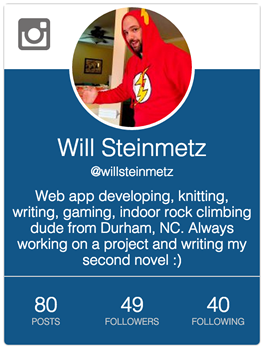 Will Steinmetz
@willsteinmetz
Web app developing, knitting,
writing, gaming, indoor rock climbing
dude from Durham, NC. Always
working on a project and writing my
second novel :)
80 49 40
POSTS FOLLOWERS FOLLOWING